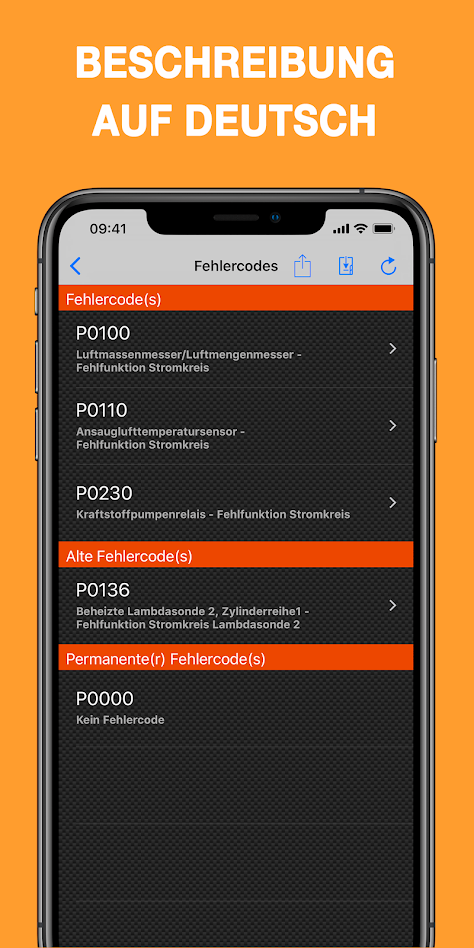 BESCHREIBUNG
AUF DEUTSCH
09:41
Fehlercodes
Fehlercode(s)
P0100
Luftmassenmesser/Luftmengenmesser -
Fehlfunktion Stromkreis
P0110
Ansauglufttemperatursensor -
Fehlfunktion Stromkreis
P0230
Kraftstoffpumpenrelais - Fehlfunktion Stromkreis
Alte Fehlercode(s)
P0136
Beheizte Lambdasonde 2, Zylinderreihe1 -
Fehlfunktion Stromkreis Lambdasonde 2
Permanente(r) Fehlercode(s)
P0000
Kein Fehlercode